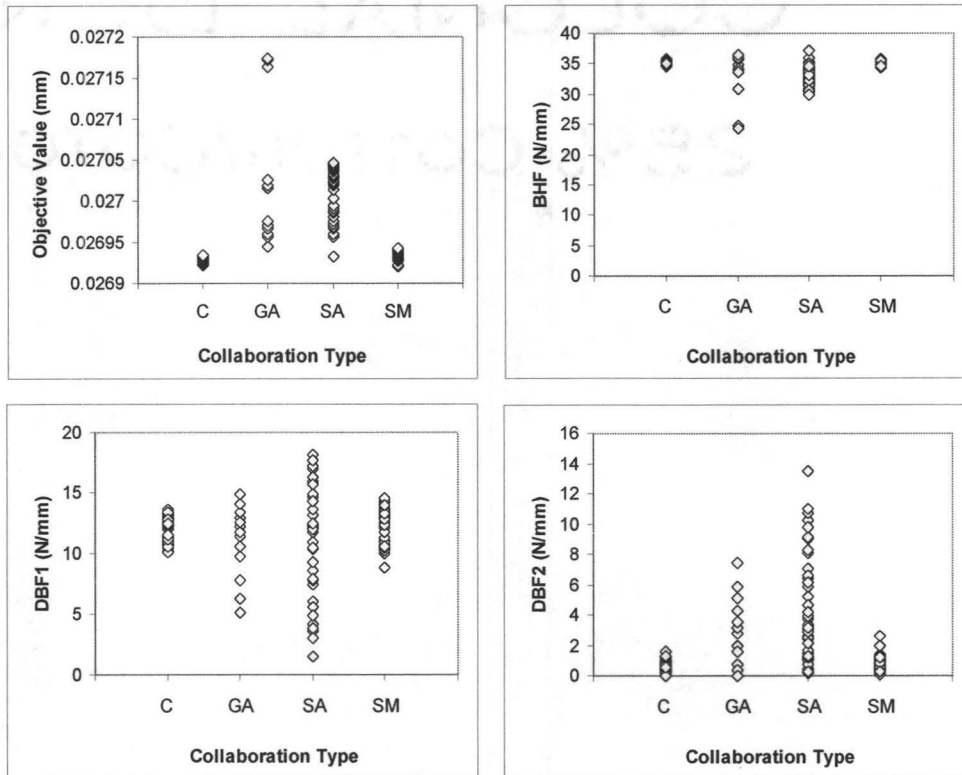 0.0272
0.02715
0.0271
0.02705
0.027
0.02695
0.0269
Objective Value (mm)
C GA SA SM
Collaboration Type
40
35
30
25
20
15
10
5
0
BHF (N/mm)
C GA SA SM
Collaboration Type
20
15
10
5
0
DBF1 (N/mm)
C GA SA SM
Collaboration Type
16
14
12
10
8
6
4
2
0
DBF2 (N/mm)
C GA SA SM
Collaboration Type